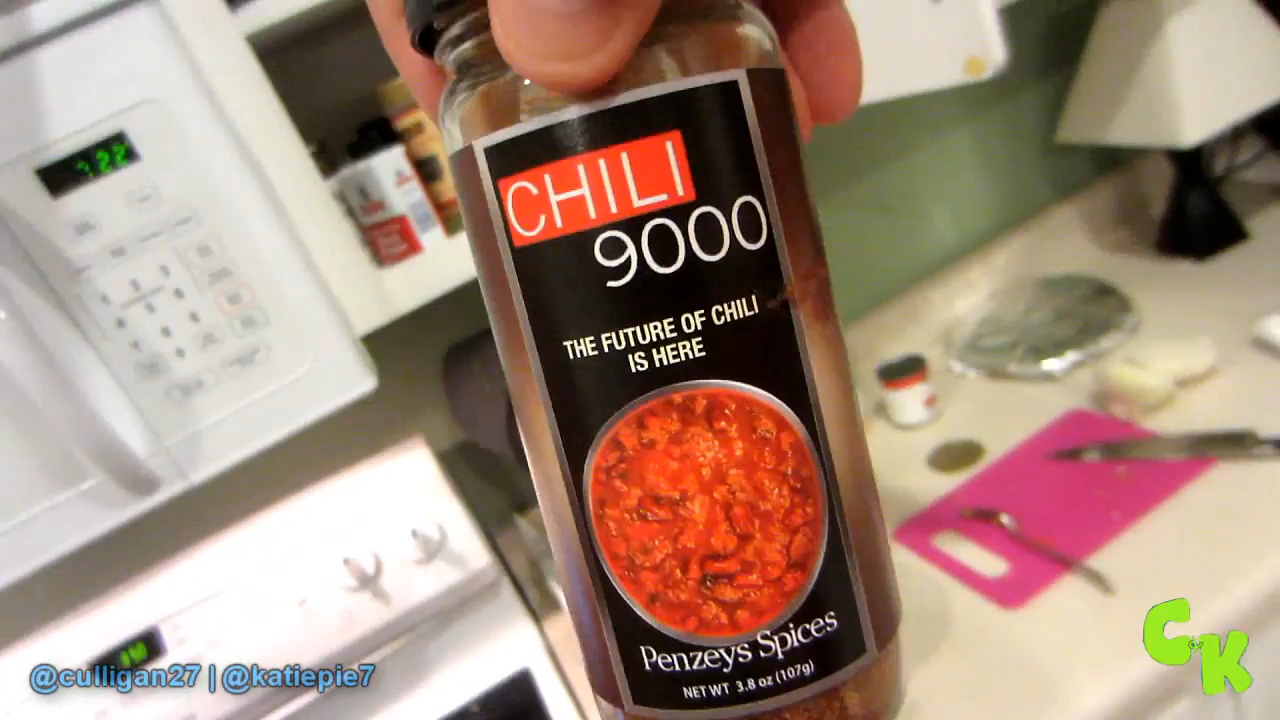 7:22
CHILI
9000
THE FUTURE OF CHILI
IS HERE
Penzeys Spices
NET WT 3.8 oz (107g)
@culligan27 | @katiepie7
C&K